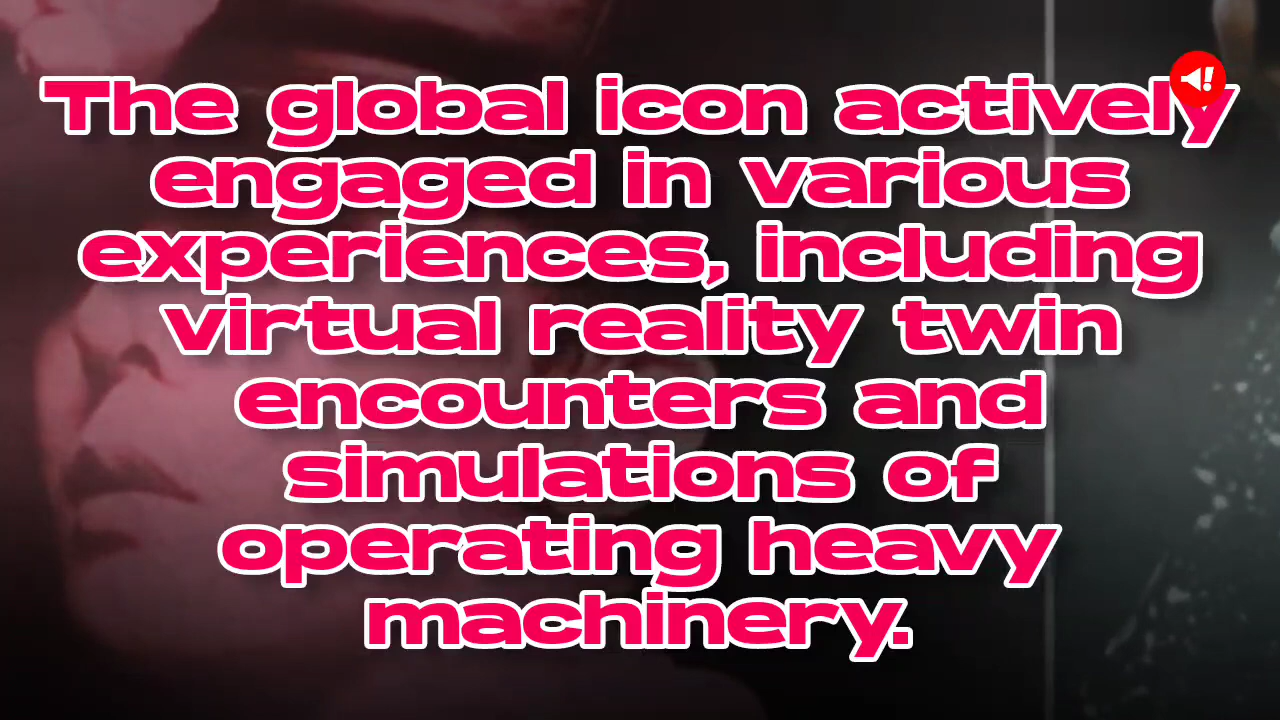 The global icon actively
engaged in various
experiences, including
virtual reality twin
encounters and
simulations of
operating heavy
machinery.